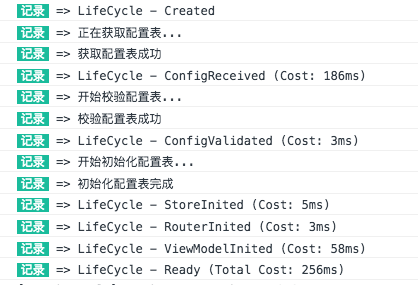 记录 => LifeCycle – Created
记录 => 正在获取配置表...
记录 => 获取配置表成功
记录 => LifeCycle – ConfigReceived (Cost: 186ms)
记录 => 开始校验配置表...
记录 => 校验配置表成功
记录 => LifeCycle – ConfigValidated (Cost: 3ms)
记录 => 开始初始化配置表...
记录 => 初始化配置表完成
记录 => LifeCycle – StoreInited (Cost: 5ms)
记录 => LifeCycle – RouterInited (Cost: 3ms)
记录 => LifeCycle – ViewModelInited (Cost: 58ms)
记录 => LifeCycle – Ready (Total Cost: 256ms)